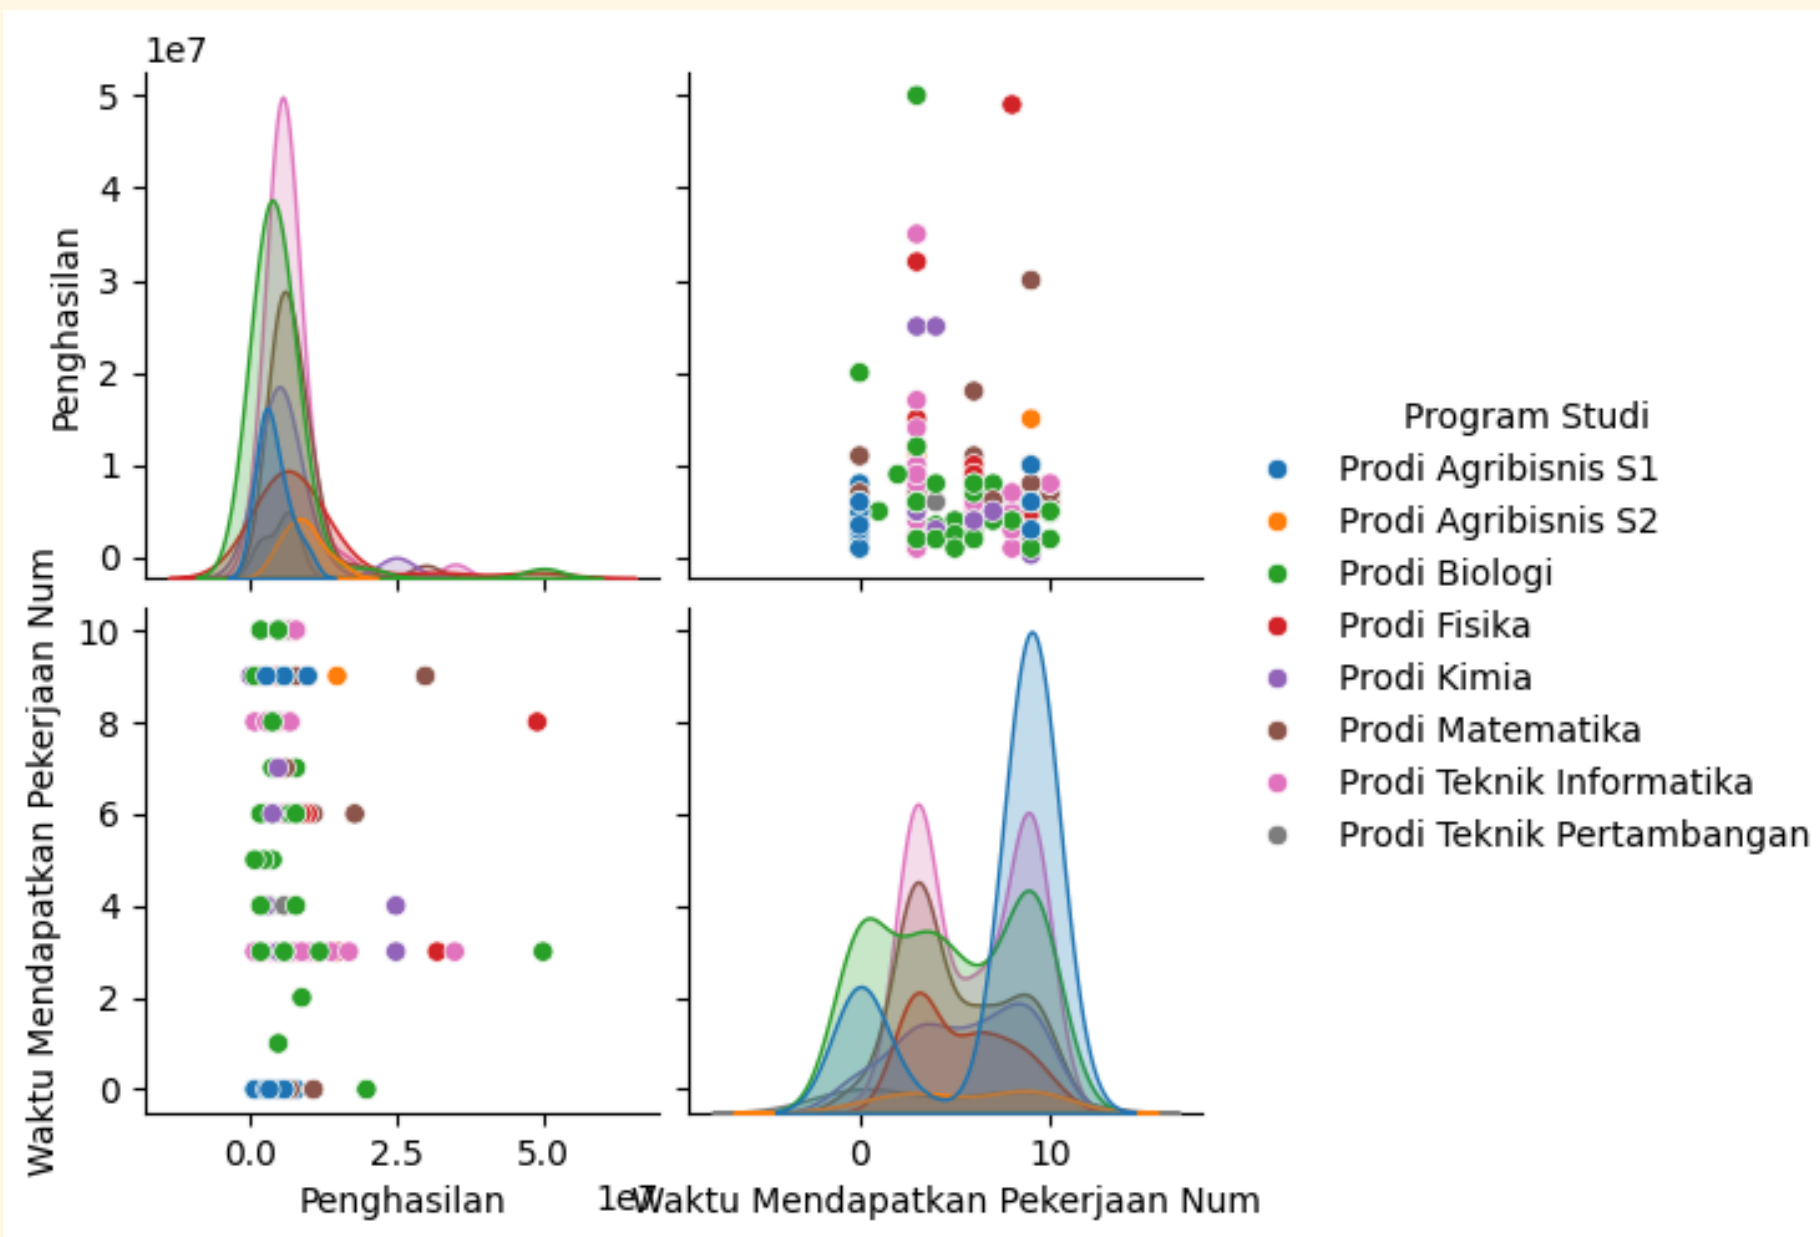 1e7
5
4
3
2
1
0
Penghasilan
10
8
6
4
2
0
Waktu Mendapatkan Pekerjaan Num
0.0 2.5 5.0
0 10
Penghasilan
1e7
Waktu Mendapatkan Pekerjaan Num
Program Studi
Prodi Agribisnis S1
Prodi Agribisnis S2
Prodi Biologi
Prodi Fisika
Prodi Kimia
Prodi Matematika
Prodi Teknik Informatika
Prodi Teknik Pertambangan